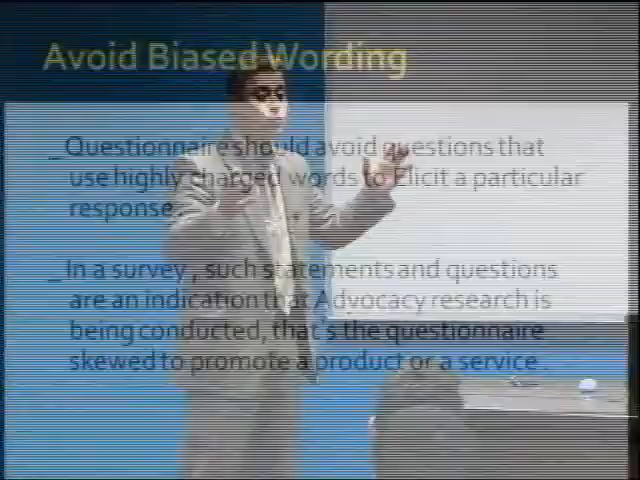 Avoid Biased Wording
_ Questionnaire should avoid questions that
use highly charged words to Elicit a particular
response.
_ In a survey , such statements and questions
are an indication that Advocacy research is
being conducted, that's the questionnaire
skewed to promote a product or a service .